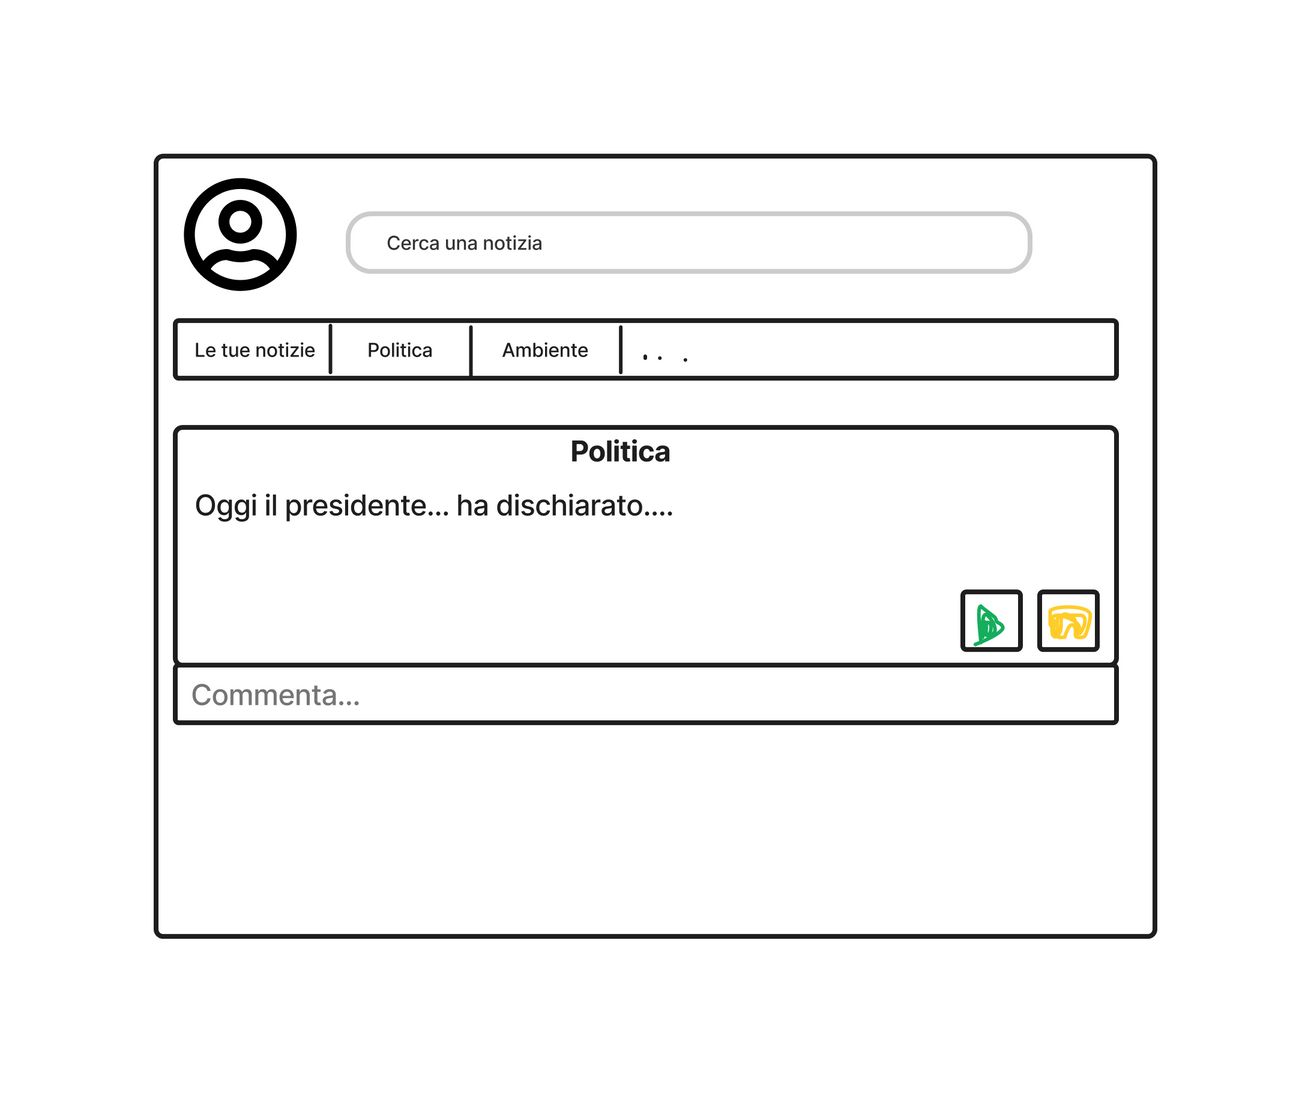 Cerca una notizia
Le tue notizie
Politica
Ambiente
. . .
Politica
Oggi il presidente... ha dischiarato....
Commenta...